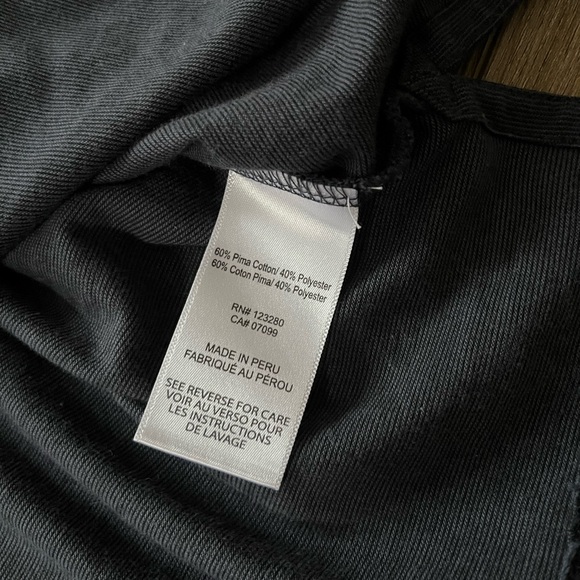 60% Pima Cotton/ 40% Polyester
60% Coton Pima/ 40% Polyester
RN# 123280
CA# 07099
MADE IN PERU
FABRIQUÉ AU PÉROU
SEE REVERSE FOR CARE
VOIR AU VERSO POUR
LES INSTRUCTIONS
DE LAVAGE